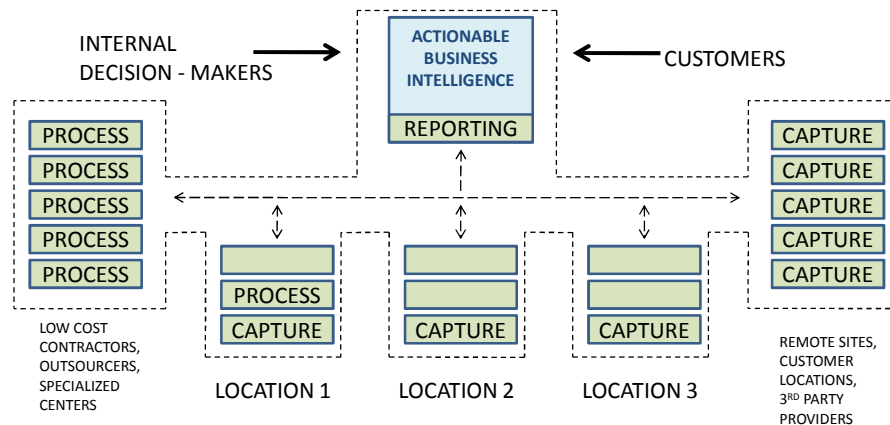 INTERNAL
DECISION - MAKERS
ACTIONABLE
BUSINESS
INTELLIGENCE
REPORTING
CUSTOMERS
PROCESS
PROCESS
PROCESS
PROCESS
PROCESS
CAPTURE
CAPTURE
CAPTURE
CAPTURE
CAPTURE
PROCESS
CAPTURE
CAPTURE
CAPTURE
LOW COST
CONTRACTORS,
OUTSOURCERS,
SPECIALIZED
CENTERS
LOCATION 1
LOCATION 2
LOCATION 3
REMOTE SITES,
CUSTOMER
LOCATIONS,
3RD PARTY
PROVIDERS